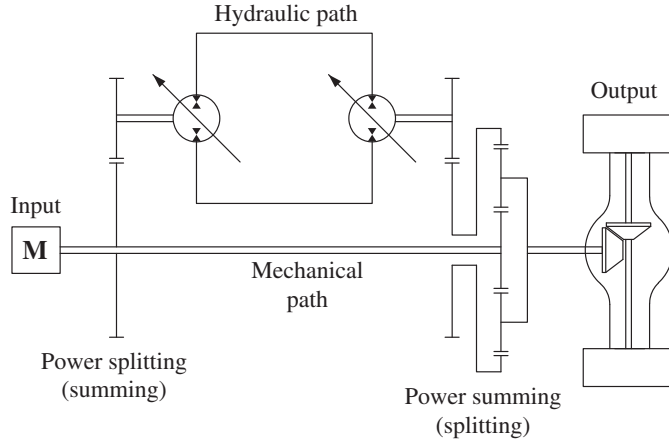 Hydraulic path
Output
Input
M
Mechanical
path
Power splitting
(summing)
Power summing
(splitting)